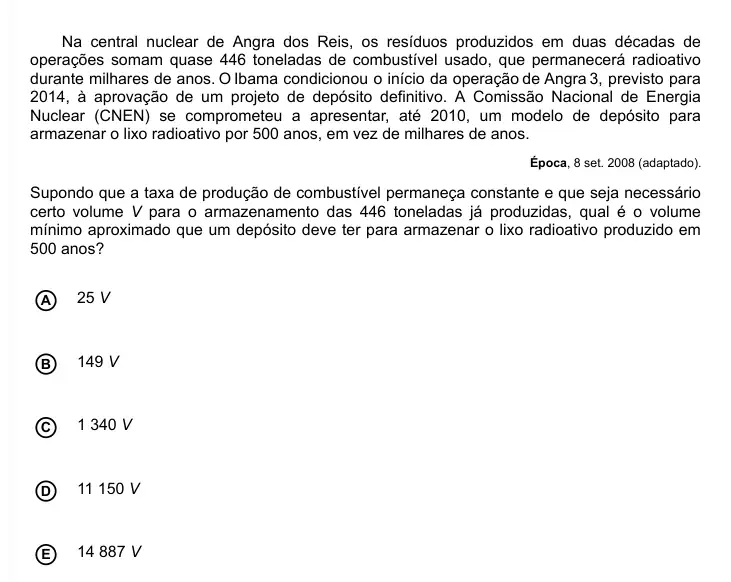 Na central nuclear de Angra dos Reis, os resíduos produzidos em duas décadas de
operações somam quase 446 toneladas de combustível usado, que permanecerá radioativo
durante milhares de anos. O Ibama condicionou o início da operação de Angra 3, previsto para
2014, à aprovação de um projeto de depósito definitivo. A Comissão Nacional de Energia
Nuclear (CNEN) se comprometeu a apresentar, até 2010, um modelo de depósito para
armazenar o lixo radioativo por 500 anos, em vez de milhares de anos.
Época, 8 set. 2008 (adaptado).
Supondo que a taxa de produção de combustível permaneça constante e que seja necessário
certo volume V para o armazenamento das 446 toneladas já produzidas, qual é o volume
mínimo aproximado que um depósito deve ter para armazenar o lixo radioativo produzido em
500 anos?
A 25 V
B 149 V
C 1 340 V
D 11 150 V
E 14 887 V